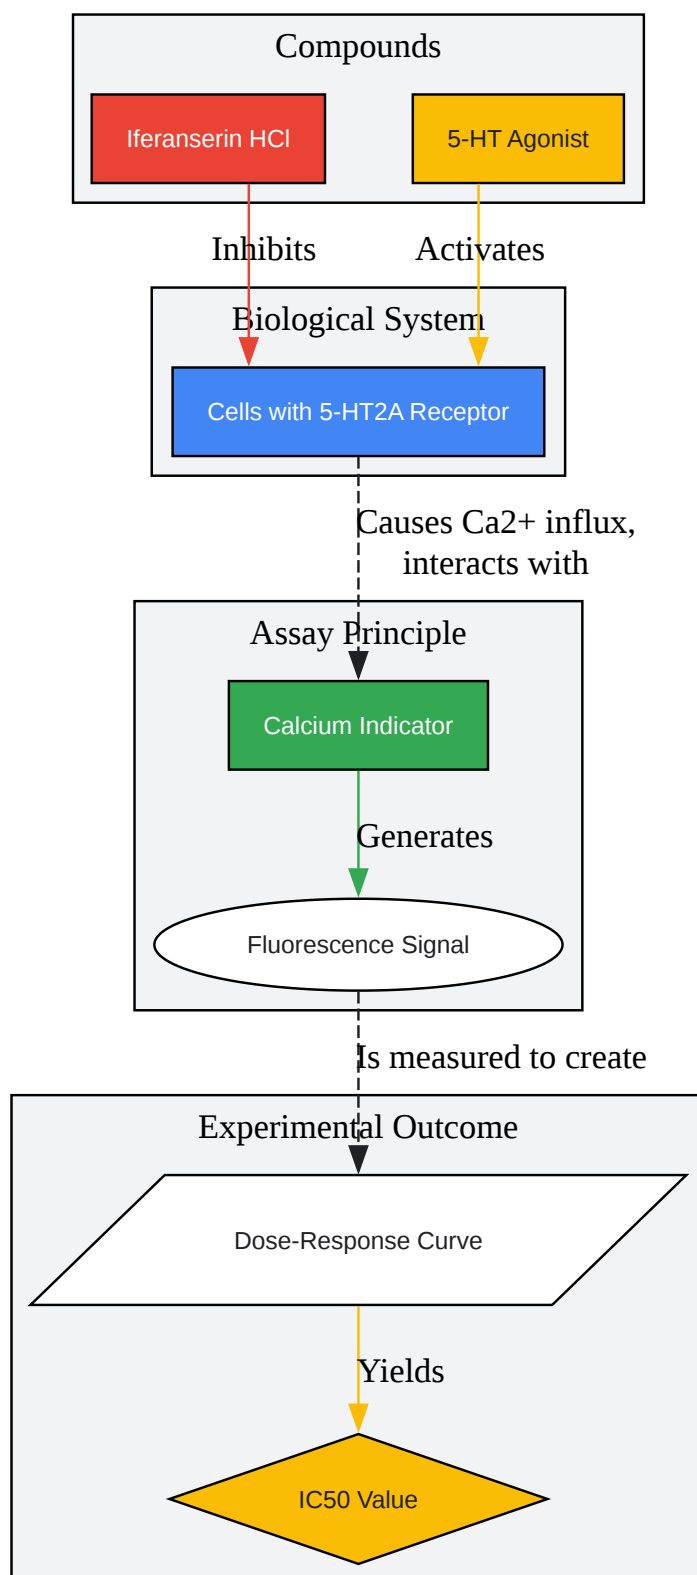 Compounds
Iferanserin HCl
5-HT Agonist
Inhibits
Activates
Biological System
Cells with 5-HT2A Receptor
Causes Ca2+ influx,
interacts with
Assay Principle
Calcium Indicator
Generates
Fluorescence Signal
Is measured to create
Experimental Outcome
Dose-Response Curve
Yields
IC50 Value